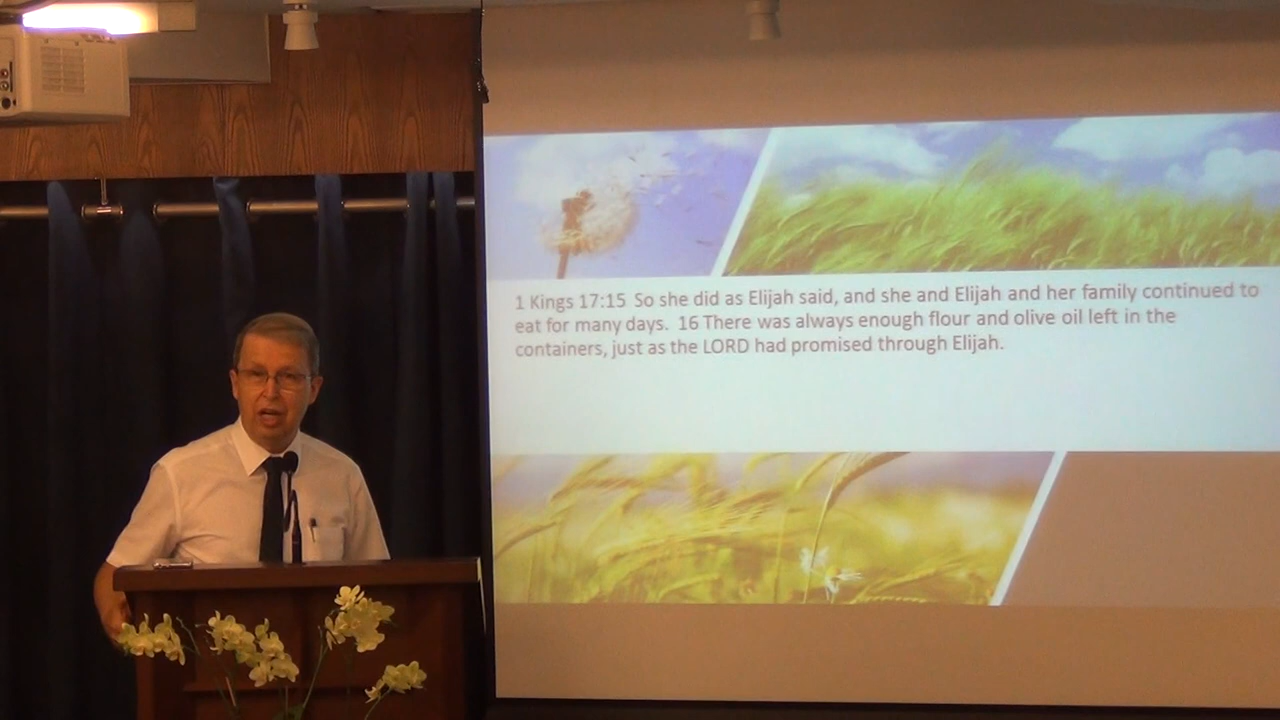 1 Kings 17:15 So she did as Elijah said, and she and Elijah and her family continued to
eat for many days. 16 There was always enough flour and olive oil left in the
containers, just as the LORD had promised through Elijah.